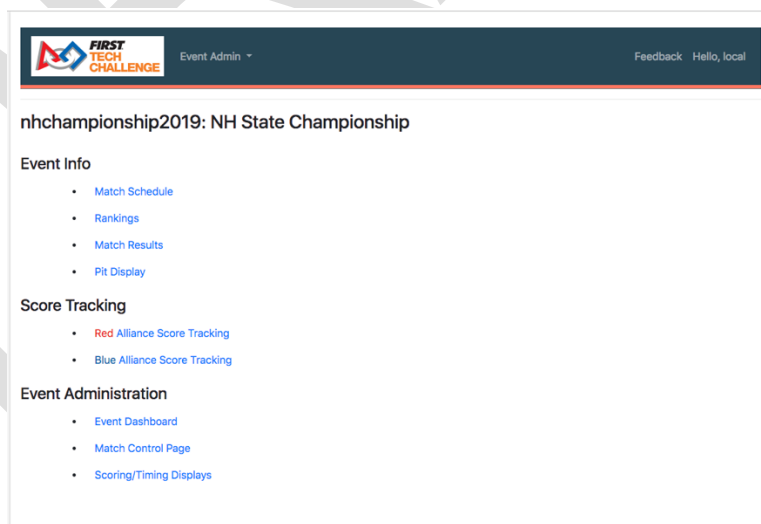 FIRST
TECH
CHALLENGE
Event Admin
Feedback Hello, local
nhchampionship2019: NH State Championship
Event Info
• Match Schedule
• Rankings
• Match Results
• Pit Display
Score Tracking
• Red Alliance Score Tracking
• Blue Alliance Score Tracking
Event Administration
• Event Dashboard
• Match Control Page
• Scoring/Timing Displays